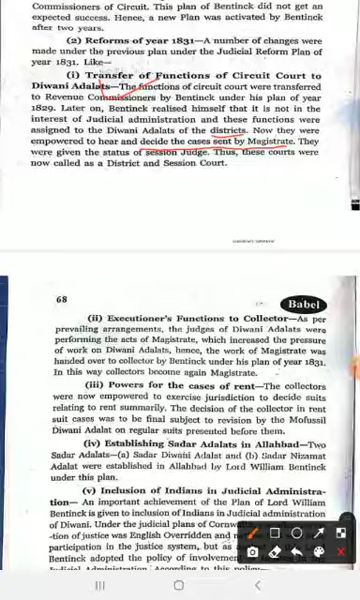 Commissioners of Circuit. This plan of Bentinck did not get an
expected success. Hence, a new Plan was activated by Bentinck
after two years.
(2) Reforms of year 1831—A number of changes were
made under the previous plan under the Judicial Reform Plan of
year 1831. Like—
(i) Transfer of Functions of Circuit Court to
Diwani Adalats—The functions of circuit court were transferred
to Revenue Commissioners by Bentinck under his plan of year
1829. Later on, Bentinck realised himself that it is not in the
interest of Judicial administration and these functions were
assigned to the Diwani Adalats of the districts. Now they were
empowered to hear and decide the cases sent by Magistrate. They
were given the status of session Judge. Thus, these courts were
now called as a District and Session Court.
68
Babel
(ii) Executioner's Functions to Collector—As per
prevailing arrangements, the judges of Diwani Adalats were
performing the acts of Magistrate, which increased the pressure
of work on Diwani Adalats, hence, the work of Magistrate was
handed over to collector by Bentinck under his plan of year 1831.
In this way collectors become again Magistrate.
(iii) Powers for the cases of rent—The collectors
were now empowered to exercise jurisdiction to decide suits
relating to rent summarily. The decision of the collector in rent
suit cases was to be final subject to revision by the Mofussil
Diwani Adalat on regular suits presented before them.
(iv) Establishing Sadar Adalats in Allahbad—Two
Sadar Adalats—(a) Sadar Diwani Adalat and (b) Sadar Nizamat
Adalat were established in Allahbad by Lord William Bentinck
under this plan.
(v) Inclusion of Indians in Judicial Administra-
tion— An important achievement of the Plan of Lord William
Bentinck is given to inclusion of Indians in Judicial administration
of Diwani. Under the judicial plans of
-tion of justice was English Overridden and
participation in the justice system, but as
Bentinck adopted the policy of involvement
Judicial Administration. According to this policy